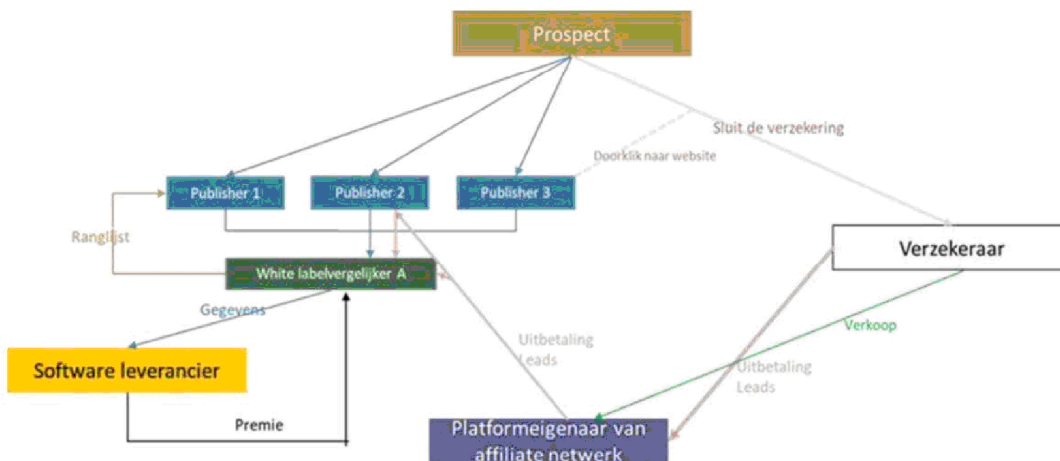 Prospect
Sluit de verzekering
Doorklik naar website
Publisher 1
Publisher 2
Publisher 3
Ranglijst
Verzekeraar
White labelvergelijker A
Gegevens
Verkoop
Uitbetaling
Leads
Software leverancier
Uitbetaling
Leads
Premie
Platformeigenaar van
affiliate netwerk